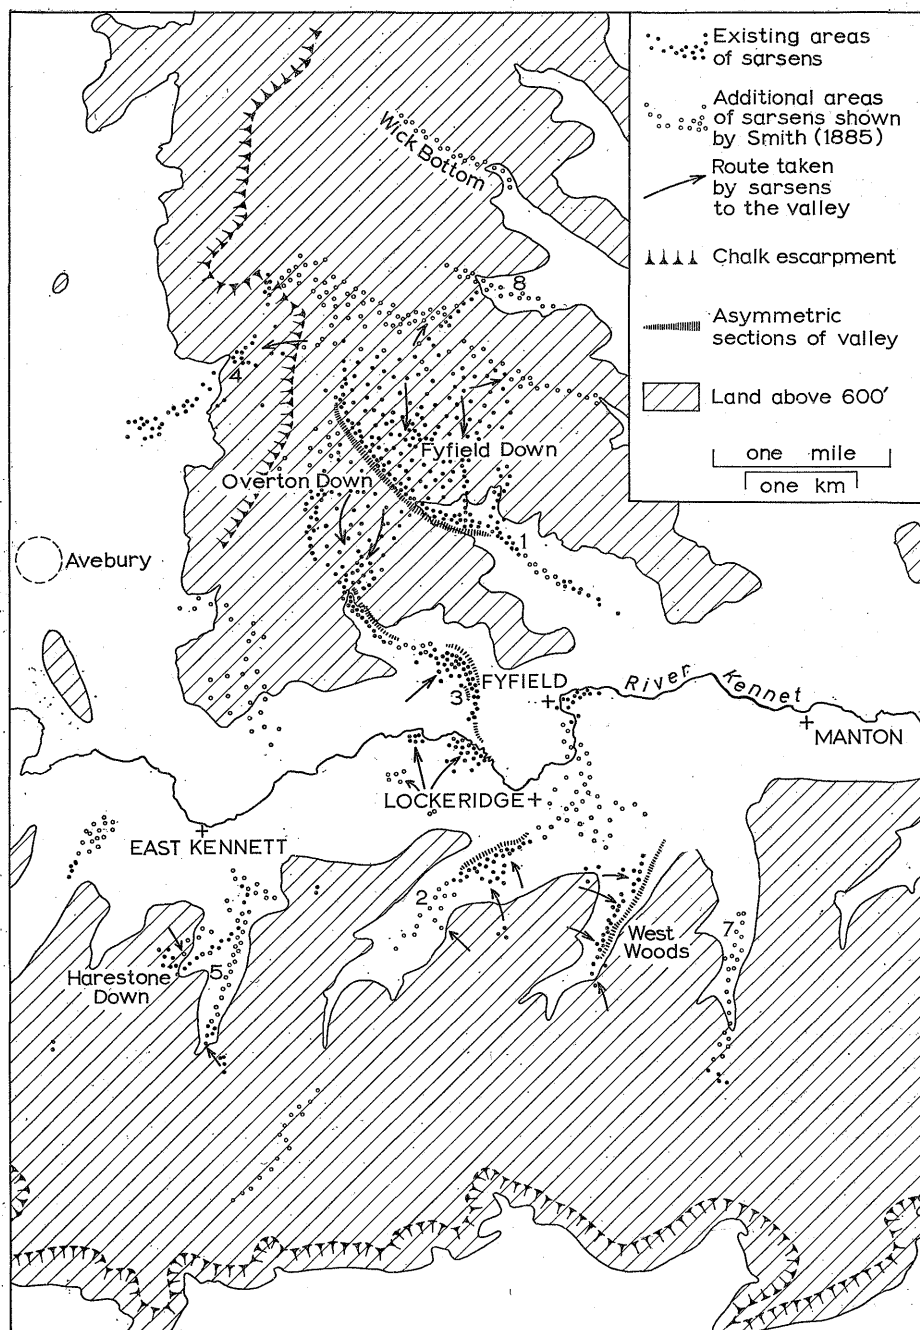 Existing areas
of sarsens
Additional areas
of sarsens shown
by Smith (1885)
Route taken
by sarsens
to the valley
Chalk escarpment
Asymmetric
sections of valley
Land above 600'
one mile
one km
Wick Bottom
8
4
Fyfield Down
Overton Down
1
Avebury
FYFIELD
River Kennet
3
MANTON
LOCKERIDGE
EAST KENNETT
2
7
West
Woods
5
Harestone
Down